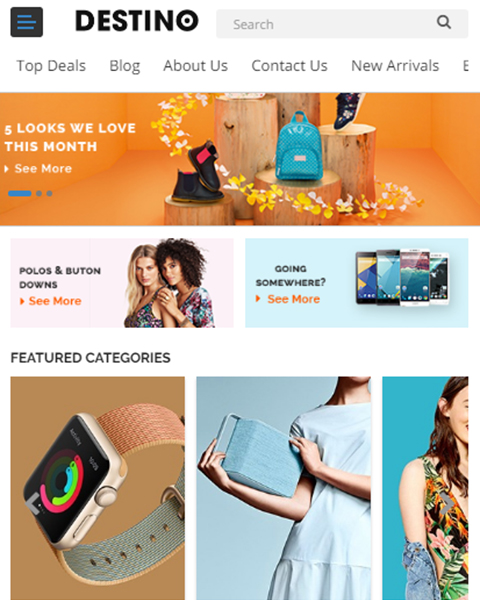 DESTINO
Search
Top Deals Blog About Us Contact Us New Arrivals
5 LOOKS WE LOVE
THIS MONTH
See More
POLOS & BUTON
DOWNS
See More
GOING
SOMEWHERE?
See More
FEATURED CATEGORIES